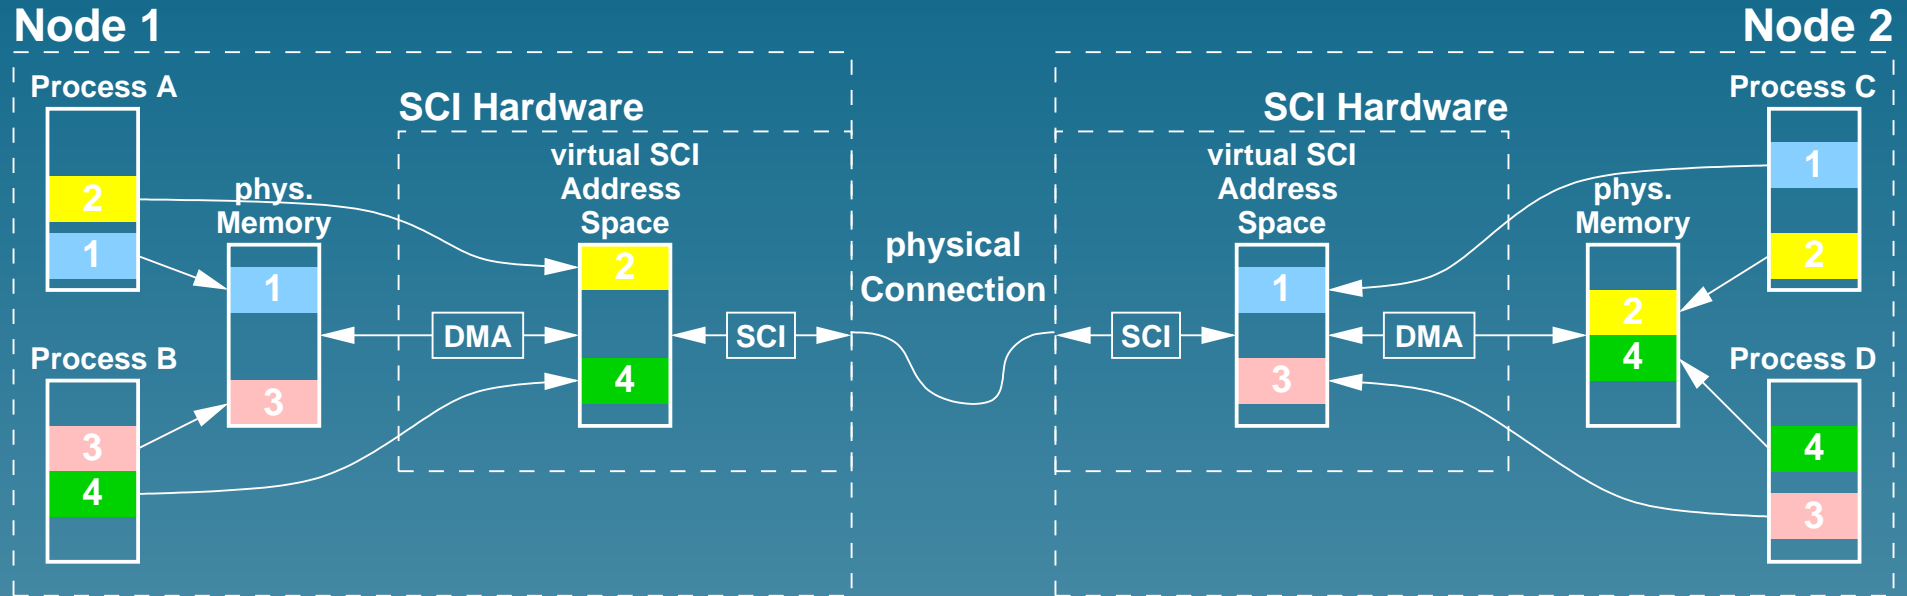 Node 1
Node 2
Process A
Process C
SCI Hardware
SCI Hardware
virtual SCI
Address
Space
virtual SCI
Address
Space
phys.
Memory
phys.
Memory
2
1
1
2
1
3
2
4
1
3
2
4
physical
Connection
DMA
SCI
SCI
DMA
Process B
Process D
3
4
4
3